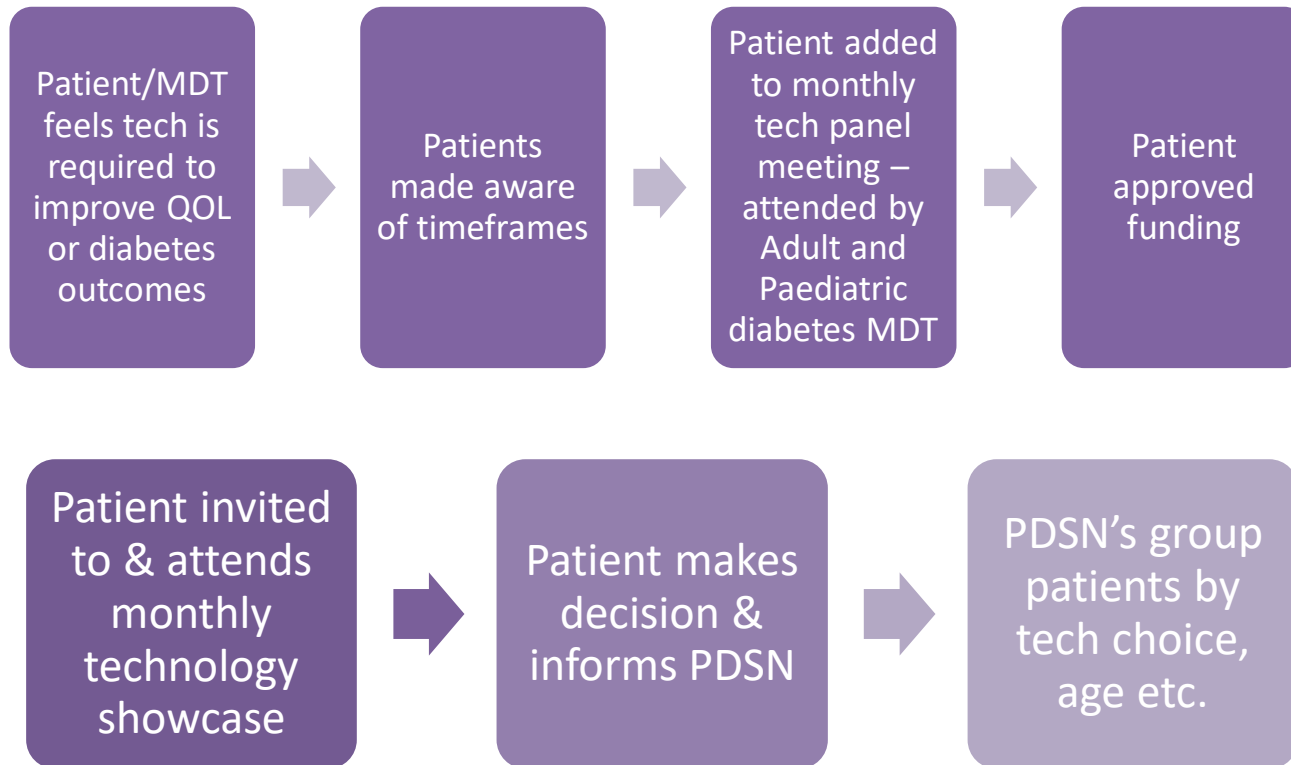 Patient/MDT
feels tech is
required to
improve QOL
or diabetes
outcomes
Patients
made aware
of timeframes
Patient added
to monthly
tech panel
meeting –
attended by
Adult and
Paediatric
diabetes MDT
Patient
approved
funding
Patient invited
to & attends
monthly
technology
showcase
Patient makes
decision &
informs PDSN
PDSN’s group
patients by
tech choice,
age etc.